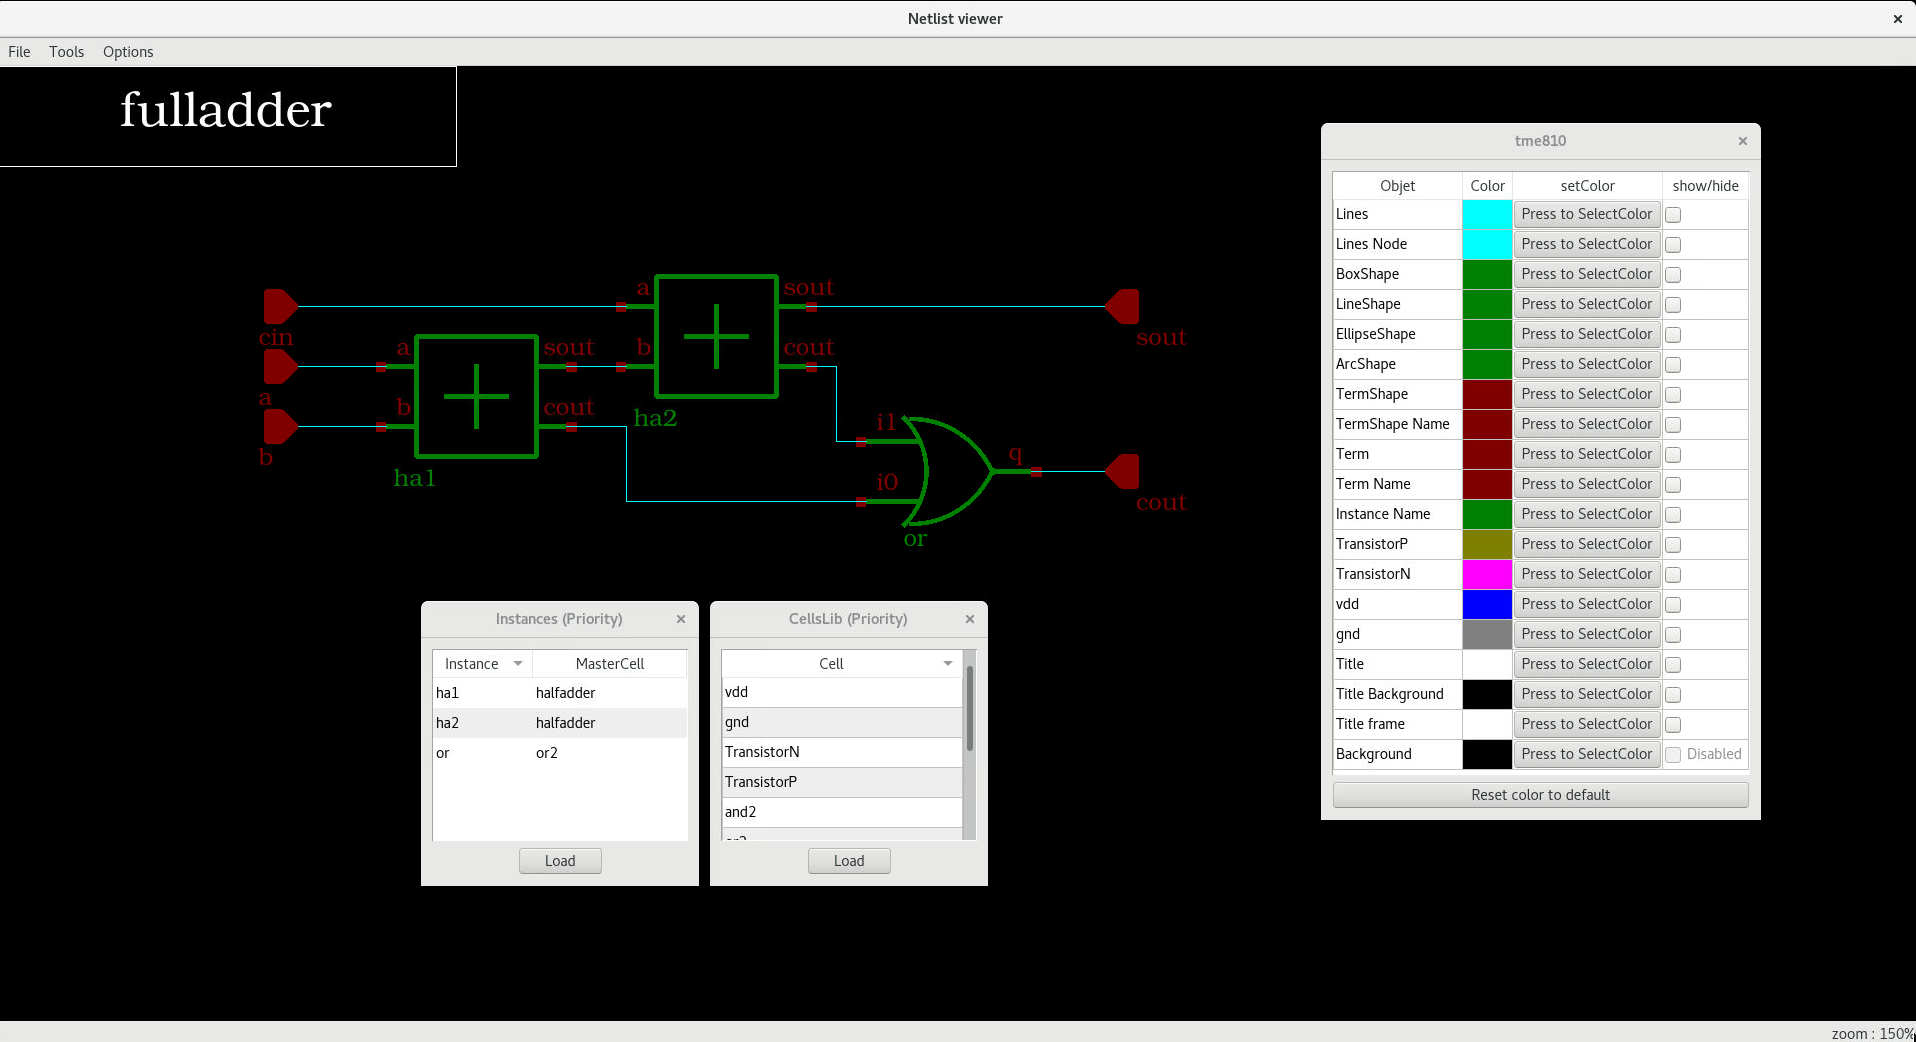 Netlist viewer
File Tools Options
fulladder
cin
a
b
a
b
sout
cout
ha1
a
b
sout
cout
ha2
i1
i0
q
or
sout
cout
Instances (Priority)
Instance MasterCell
ha1 halfadder
ha2 halfadder
or or2
Load
CellsLib (Priority)
Cell
vdd
gnd
TransistorN
TransistorP
and2
Load
tme810
Objet Color setColor show/hide
Lines Press to SelectColor
Lines Node Press to SelectColor
BoxShape Press to SelectColor
LineShape Press to SelectColor
EllipseShape Press to SelectColor
ArcShape Press to SelectColor
TermShape Press to SelectColor
TermShape Name Press to SelectColor
Term Press to SelectColor
Term Name Press to SelectColor
Instance Name Press to SelectColor
TransistorP Press to SelectColor
TransistorN Press to SelectColor
vdd Press to SelectColor
gnd Press to SelectColor
Title Press to SelectColor
Title Background Press to SelectColor
Title frame Press to SelectColor
Background Press to SelectColor Disabled
Reset color to default
zoom : 150%